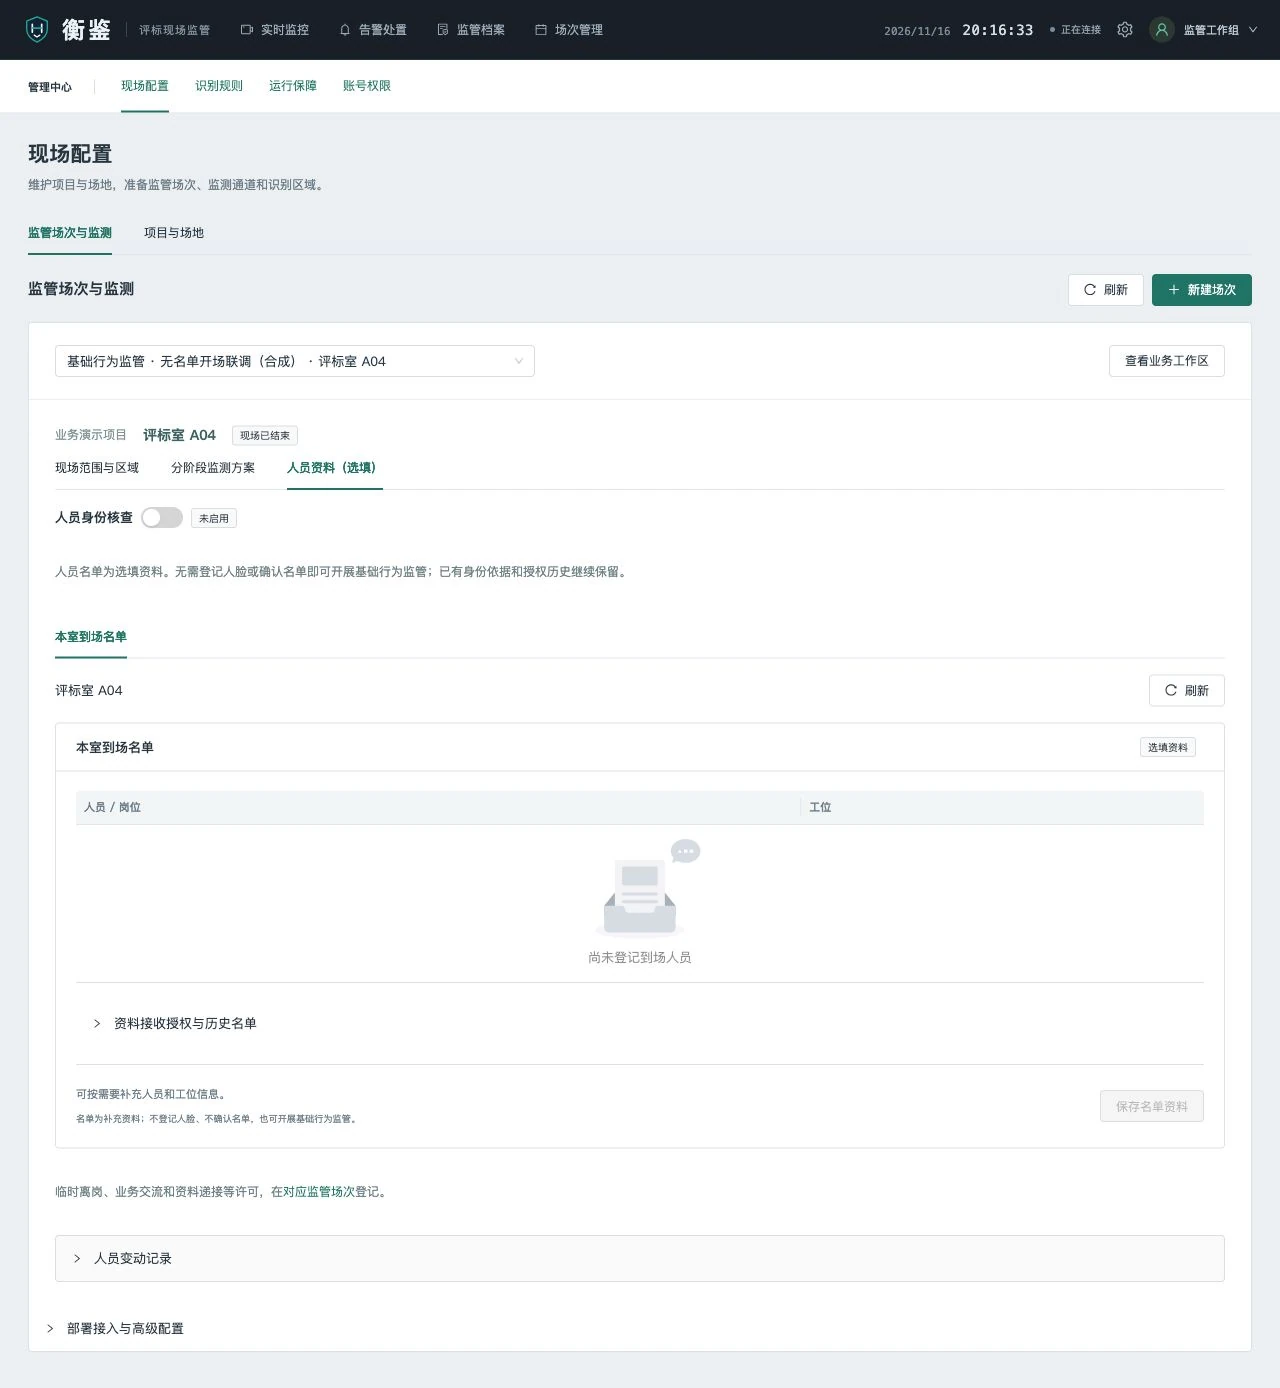 衡鉴
评标现场监管
实时监控
告警处置
监管档案
场次管理
2026/11/16
20:16:33
正在连接
监管工作组
管理中心
现场配置
识别规则
运行保障
账号权限
现场配置
维护项目与场地，准备监管场次、监测通道和识别区域。
监管场次与监测
项目与场地
监管场次与监测
刷新
新建场次
基础行为监管 · 无名单开场联调（合成） · 评标室 A04
查看业务工作区
业务演示项目
评标室 A04
现场已结束
现场范围与区域
分阶段监测方案
人员资料（选填）
人员身份核查
未启用
人员名单为选填资料。无需登记人脸或确认名单即可开展基础行为监管；已有身份依据和授权历史继续保留。
本室到场名单
评标室 A04
刷新
本室到场名单
选填资料
人员 / 岗位
工位
尚未登记到场人员
资料接收授权与历史名单
可按需要补充人员和工位信息。
名单为补充资料；不登记人脸、不确认名单，也可开展基础行为监管。
保存名单资料
临时离岗、业务交流和资料递接等许可，在对应监管场次登记。
人员变动记录
部署接入与高级配置